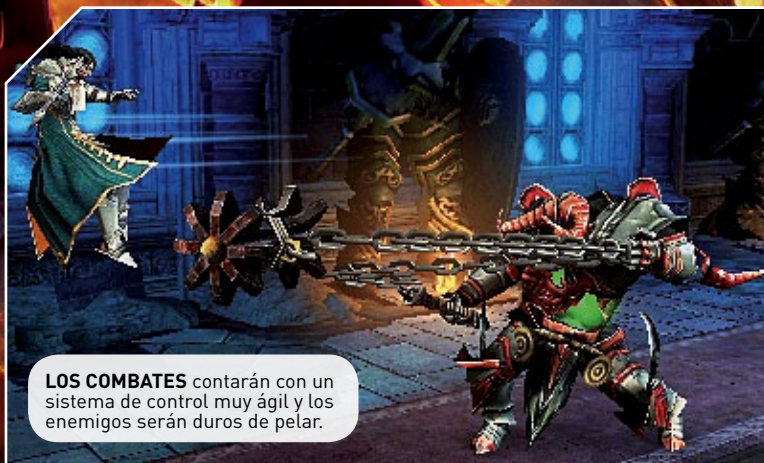 LOS COMBATES contarán con un
sistema de control muy ágil y los
enemigos serán duros de pelar.